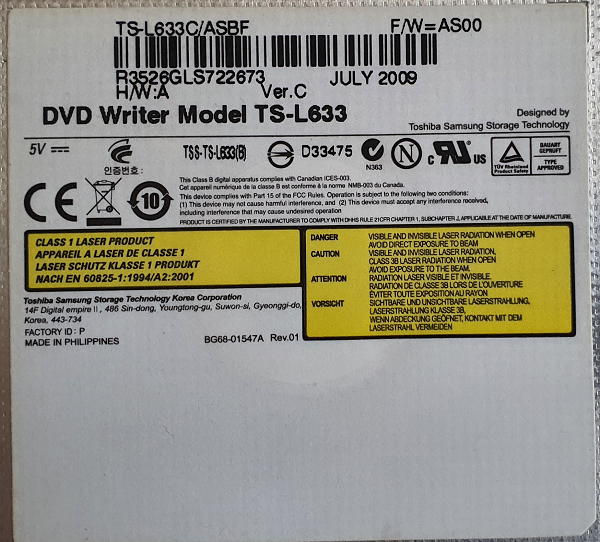 TS-L633C/ASBF F/W=AS00
R3526GLS722673 JULY 2009
H/W:A Ver.C
DVD Writer Model TS-L633
Designed by
Toshiba Samsung Storage Technology
5V
인증번호 :
TSS-TS-L633(B)
D33475
N363
N
c US
TÜV Rheinland
Product Safety
BAUART
GEPRUFT
TYPE
APPROVED
CE
10
This Class B digital apparatus complies with Canadian ICES-003.
Cet appareil numérique de la classe B est conforme à la norme NMB-003 du Canada.
This device complies with Part 15 of the FCC Rules. Operation is subject to the following two conditions:
(1) This device may not cause harmful interference, and (2) This device must accept any interference received,
including interference that may cause undesired operation
PRODUCT IS CERTIFIED BY THE MANUFACTURER TO COMPLY WITH DHHS RULE 21CFR CHAPTER 1, SUBCHAPTER J, APPLICABLE AT THE DATE OF MANUFACTURE.
CLASS 1 LASER PRODUCT
APPAREIL A LASER DE CLASSE 1
LASER SCHUTZ KLASSE 1 PRODUKT
NACH EN 60825-1:1994/A2:2001
DANGER VISIBLE AND INVISIBLE LASER RADIATION WHEN OPEN
AVOID DIRECT EXPOSURE TO BEAM
CAUTION VISIBLE AND INVISIBLE LASER RADIATION,
CLASS 3B LASER RADIATION WHEN OPEN
AVOID EXPOSURE TO THE BEAM.
ATTENTION RADIATION LASER VISIBLE ET INVISIBLE.
RADIATION DE CLASSE 3B LORS DE L'OUVERTURE
ÉVITER TOUTE EXPOSITION AU RAYON
VORSICHT SICHTBARE UND UNSICHTBARE LASERSTRAHLUNG,
LASERSTRAHLUNG KLASSE 3B,
WENN ABDECKUNG GEÖFNET, KONTAKT MIT DEM
LASERSTRAHL VERMEIDEN
Toshiba Samsung Storage Technology Korea Corporation
14F Digital empire II, 486 Sin-dong, Youngtong-gu, Suwon-si, Gyeonggi-do,
Korea, 443-734
FACTORY ID : P
MADE IN PHILIPPINES
BG68-01547A Rev.01